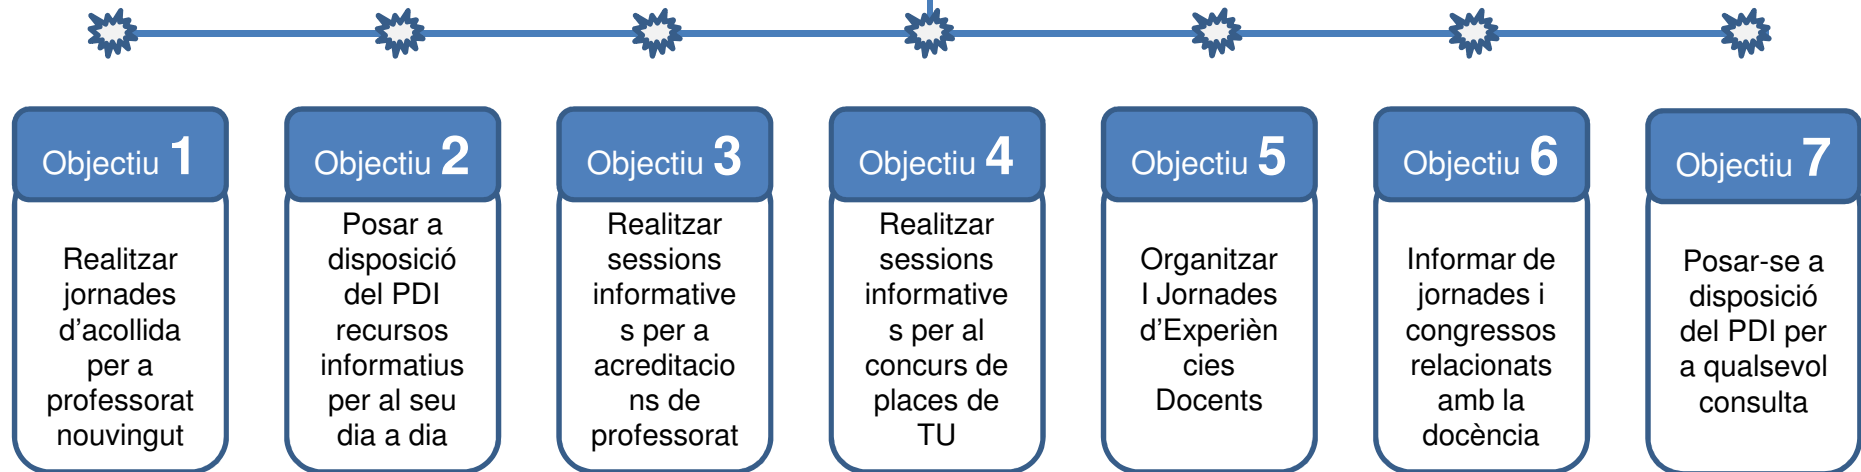 Objectiu 1
Realitzar
jornades
d'acollida
per a
professorat
nouvingut
Objectiu 2
Posar a
disposició
del PDI
recursos
informatius
per al seu
dia a dia
Objectiu 3
Realitzar
sessions
informative
s per a
acreditacio
ns de
professorat
Objectiu 4
Realitzar
sessions
informative
s per al
concurs de
places de
TU
Objectiu 5
Organitzar
I Jornades
d'Experièn
cies
Docents
Objectiu 6
Informar de
jornades i
congressos
relacionats
amb la
docència
Objectiu 7
Posar-se a
disposició
del PDI per
a qualsevol
consulta